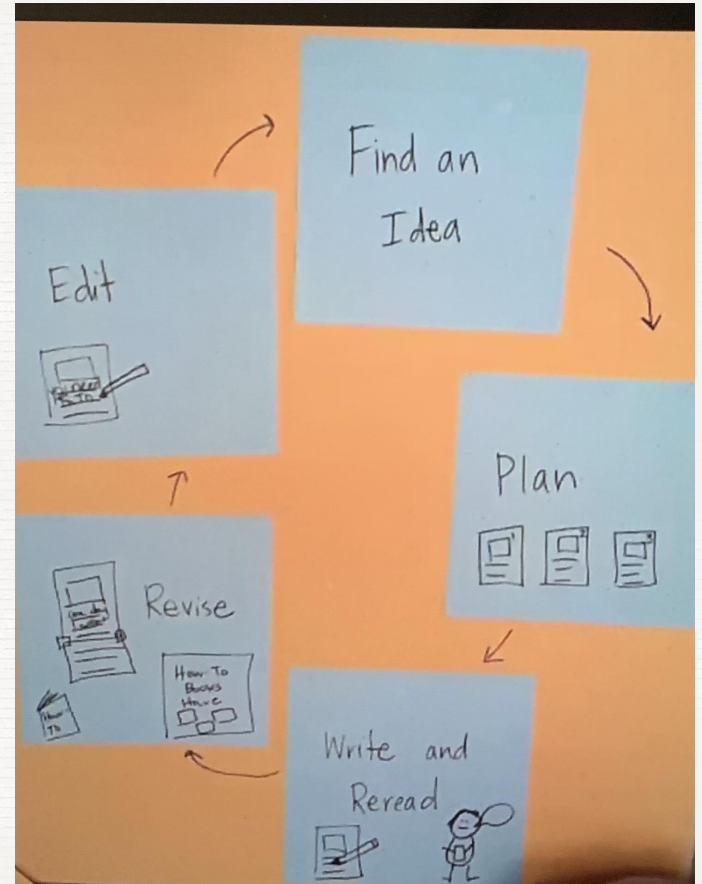 Find an
Idea
Plan
Write and
Reread
Revise
How To
Books
Have
How
To
Edit